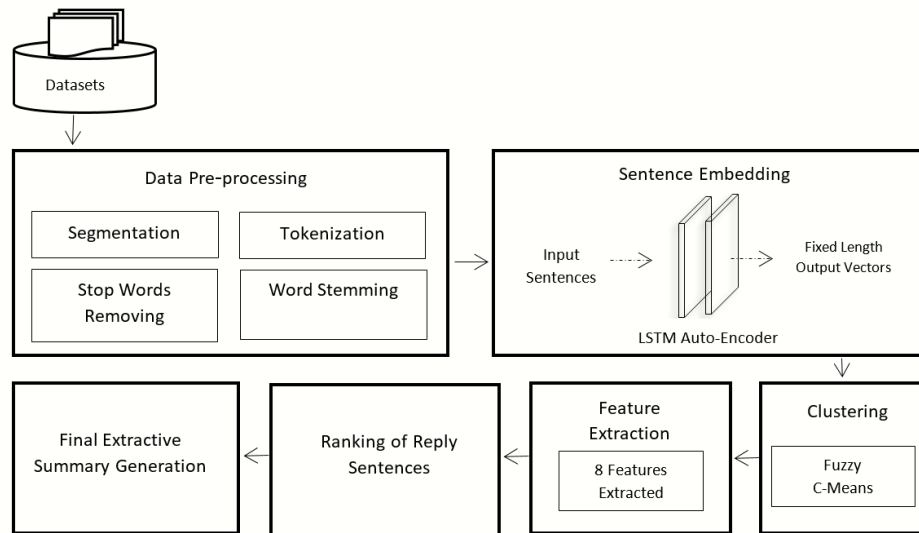 Datasets
Data Pre-processing
Segmentation
Tokenization
Stop Words
Removing
Word Stemming
Sentence Embedding
Input
Sentences
Fixed Length
Output Vectors
LSTM Auto-Encoder
Final Extractive
Summary Generation
Ranking of Reply
Sentences
Feature
Extraction
8 Features
Extracted
Clustering
Fuzzy
C-Means